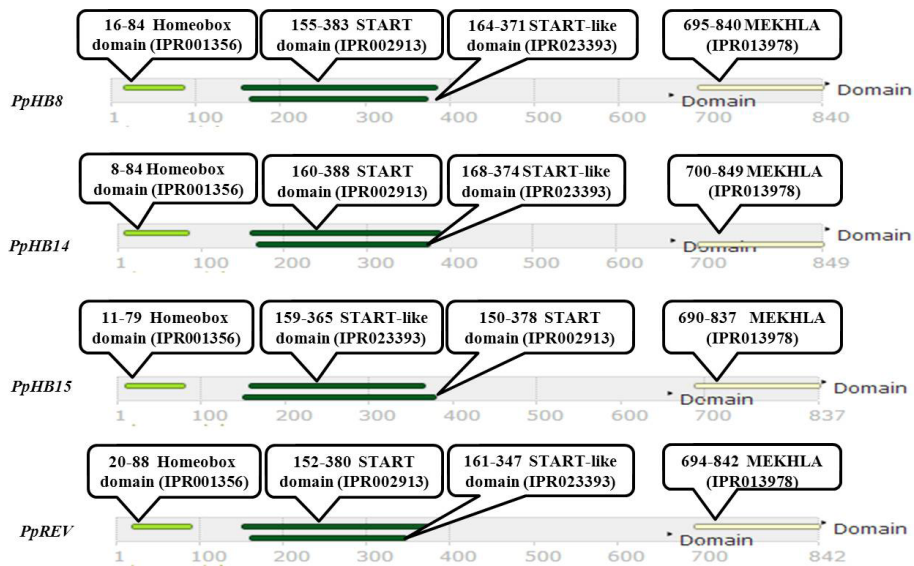 16-84 Homeobox
domain (IPR001356)
155-383 START
domain (IPR002913)
164-371 START-like
domain (IPR023393)
695-840 MEKHLA
(IPR013978)
PpHB8
Domain
Domain
1 100 200 300 400 500 600 700 840
8-84 Homeobox
domain (IPR001356)
160-388 START
domain (IPR002913)
168-374 START-like
domain (IPR023393)
700-849 MEKHLA
(IPR013978)
PpHB14
Domain
Domain
1 100 200 300 400 500 600 700 849
11-79 Homeobox
domain (IPR001356)
159-365 START-like
domain (IPR023393)
150-378 START
domain (IPR002913)
690-837 MEKHLA
(IPR013978)
PpHB15
Domain
Domain
1 100 200 300 400 500 600 700 837
20-88 Homeobox
domain (IPR001356)
152-380 START
domain (IPR002913)
161-347 START-like
domain (IPR023393)
694-842 MEKHLA
(IPR013978)
PpREV
Domain
Domain
1 100 200 300 400 500 600 700 842